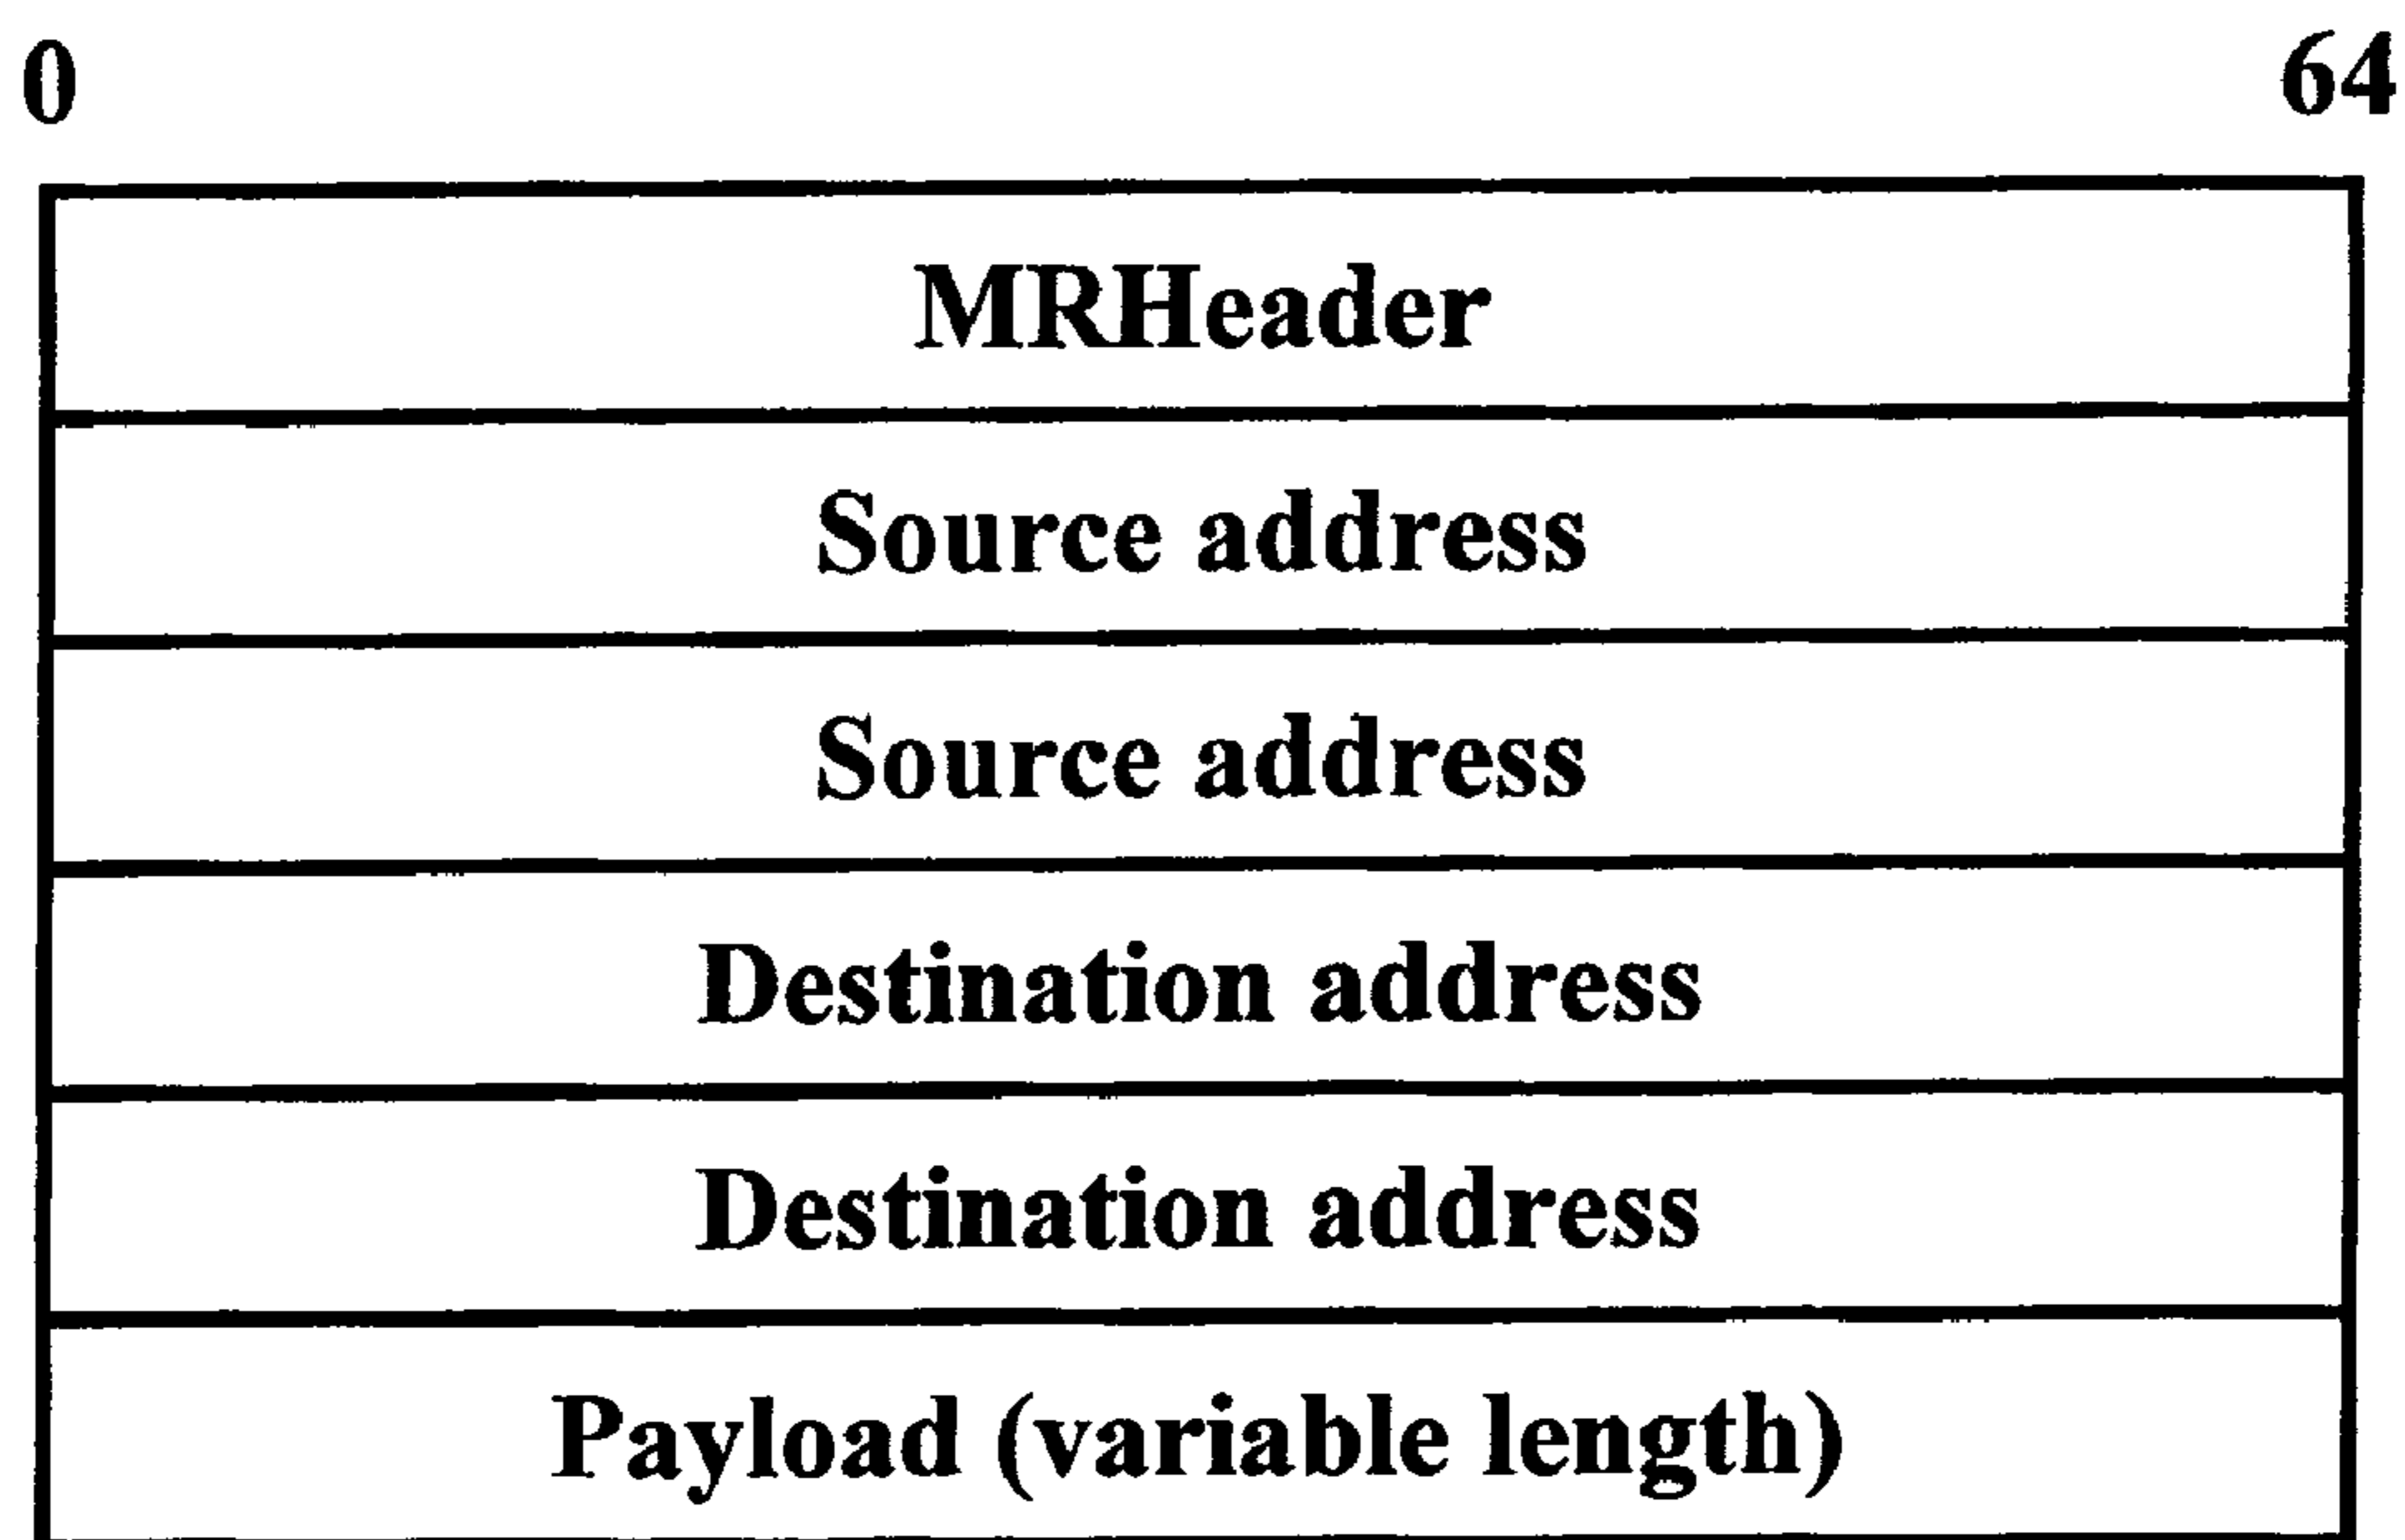 0 64
MRHeader
Source address
Source address
Destination address
Destination address
Payload (variable length)